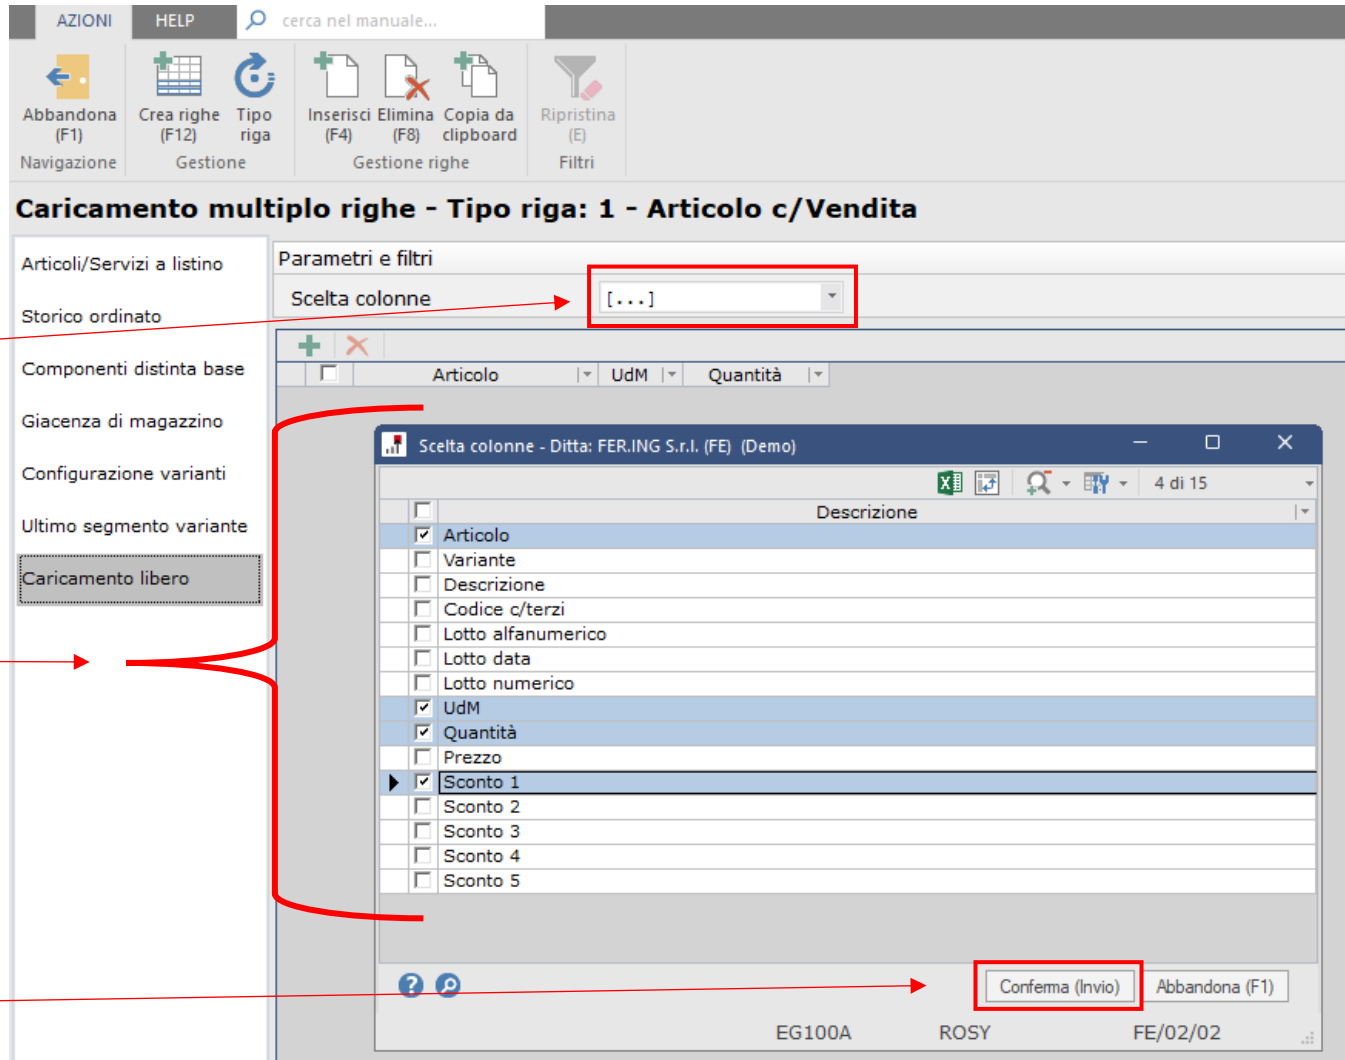 AZIONI HELP cerca nel manuale...
Abbandona (F1)
Crea righe (F12)
Tipo riga
Inserisci (F4)
Elimina (F8)
Copia da clipboard
Ripristina (E)
Navigazione Gestione Gestione righe Filtri
Caricamento multiplo righe - Tipo riga: 1 - Articolo c/Vendita
Articoli/Servizi a listino
Storico ordinato
Componenti distinta base
Giacenza di magazzino
Configurazione varianti
Ultimo segmento variante
Caricamento libero
Parametri e filtri
Scelta colonne [...]
Articolo UdM Quantità
Scelta colonne - Ditta: FER.ING S.r.l. (FE) (Demo)
4 di 15
Descrizione
Articolo
Variante
Descrizione
Codice c/terzi
Lotto alfanumerico
Lotto data
Lotto numerico
UdM
Quantità
Prezzo
Sconto 1
Sconto 2
Sconto 3
Sconto 4
Sconto 5
Conferma (Invio) Abbandona (F1)
EG100A ROSY FE/02/02